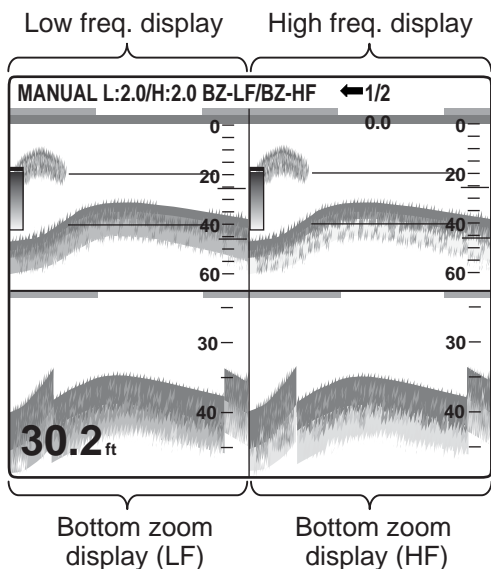 Low freq. display High freq. display
MANUAL L:2.0/H:2.0 BZ-LF/BZ-HF ⬅1/2
0.0
0 0
20 20
40 40
60 60
30 30
40 40
30.2 ft
Bottom zoom display (LF)
Bottom zoom display (HF)